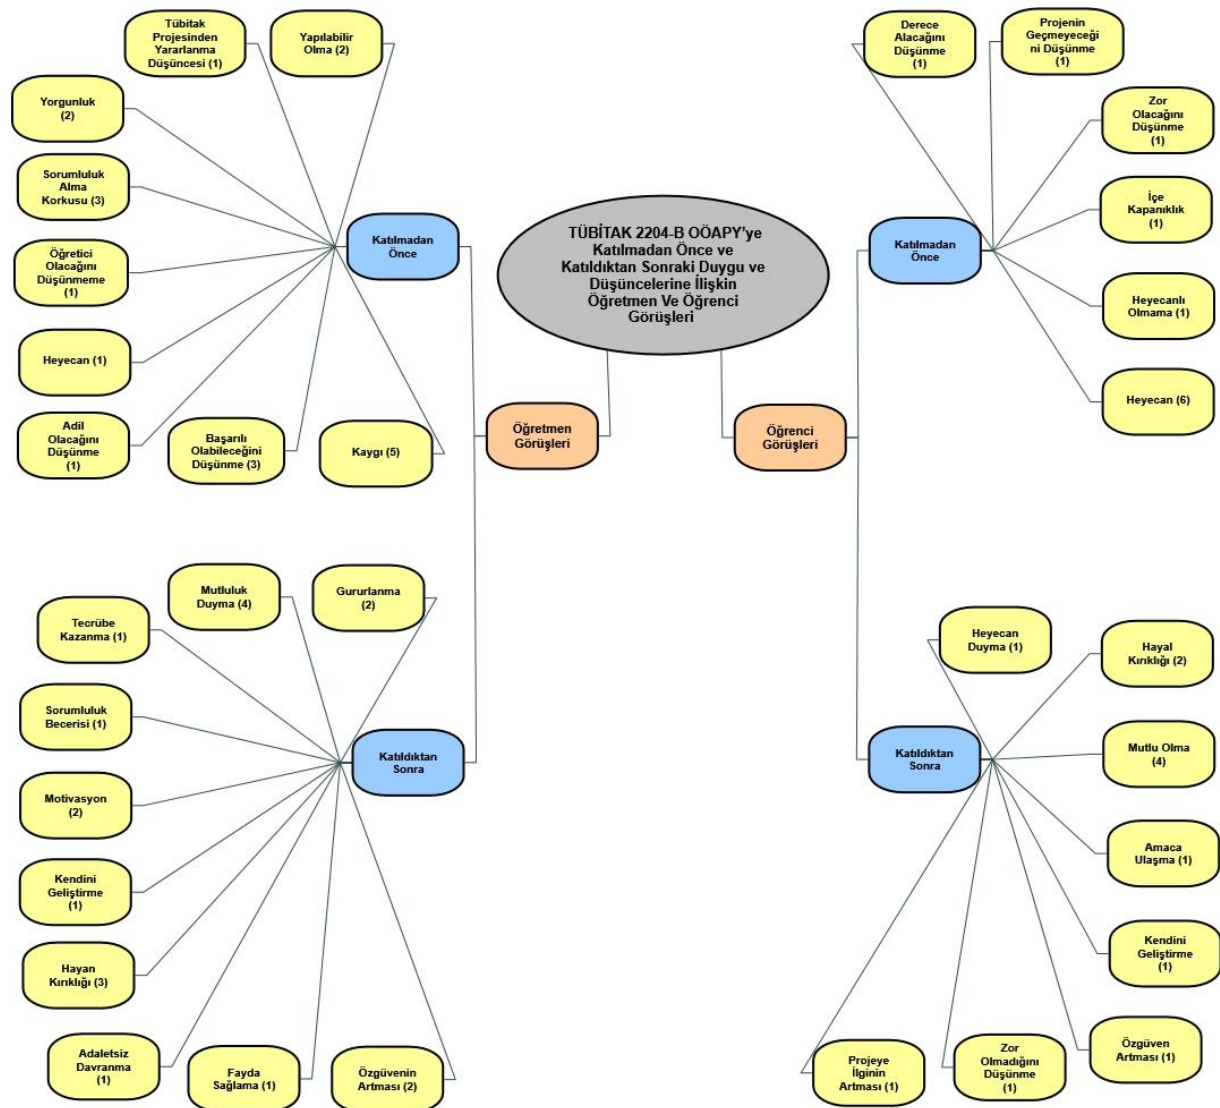 TÜBİTAK 2204-B OÖAPY’ye
Katılmadan Önce ve
Katıldıktan Sonraki Duygu ve
Düşüncelerine İlişkin
Öğretmen Ve Öğrenci
Görüşleri
Öğretmen
Görüşleri
Katılmadan
Önce
Tübitak
Projesinden
Yararlanma
Düşüncesi (1)
Yapılabilir
Olma (2)
Yorgunluk
(2)
Sorumluluk
Alma
Korkusu (3)
Öğretici
Olacağını
Düşünmeme
(1)
Heyecan (1)
Adil
Olacağını
Düşünme
(1)
Başarılı
Olabileceğini
Düşünme (3)
Kaygı (5)
Katıldıktan
Sonra
Mutluluk
Duyma (4)
Gururlanma
(2)
Tecrübe
Kazanma (1)
Sorumluluk
Becerisi (1)
Motivasyon
(2)
Kendini
Geliştirme
(1)
Hayan
Kırıklığı (3)
Adaletsiz
Davranma
(1)
Fayda
Sağlama (1)
Özgüvenin
Artması (2)
Öğrenci
Görüşleri
Katılmadan
Önce
Derece
Alacağını
Düşünme
(1)
Projenin
Geçmeyeceği
ni Düşünme
(1)
Zor
Olacağını
Düşünme
(1)
İçe
Kapanıklık
(1)
Heyecanlı
Olmama (1)
Heyecan (6)
Katıldıktan
Sonra
Heyecan
Duyma (1)
Hayal
Kırıklığı (2)
Mutlu Olma
(4)
Amaca
Ulaşma (1)
Kendini
Geliştirme
(1)
Özgüven
Artması (1)
Zor
Olmadığını
Düşünme
(1)
Projeye
İlginin
Artması (1)